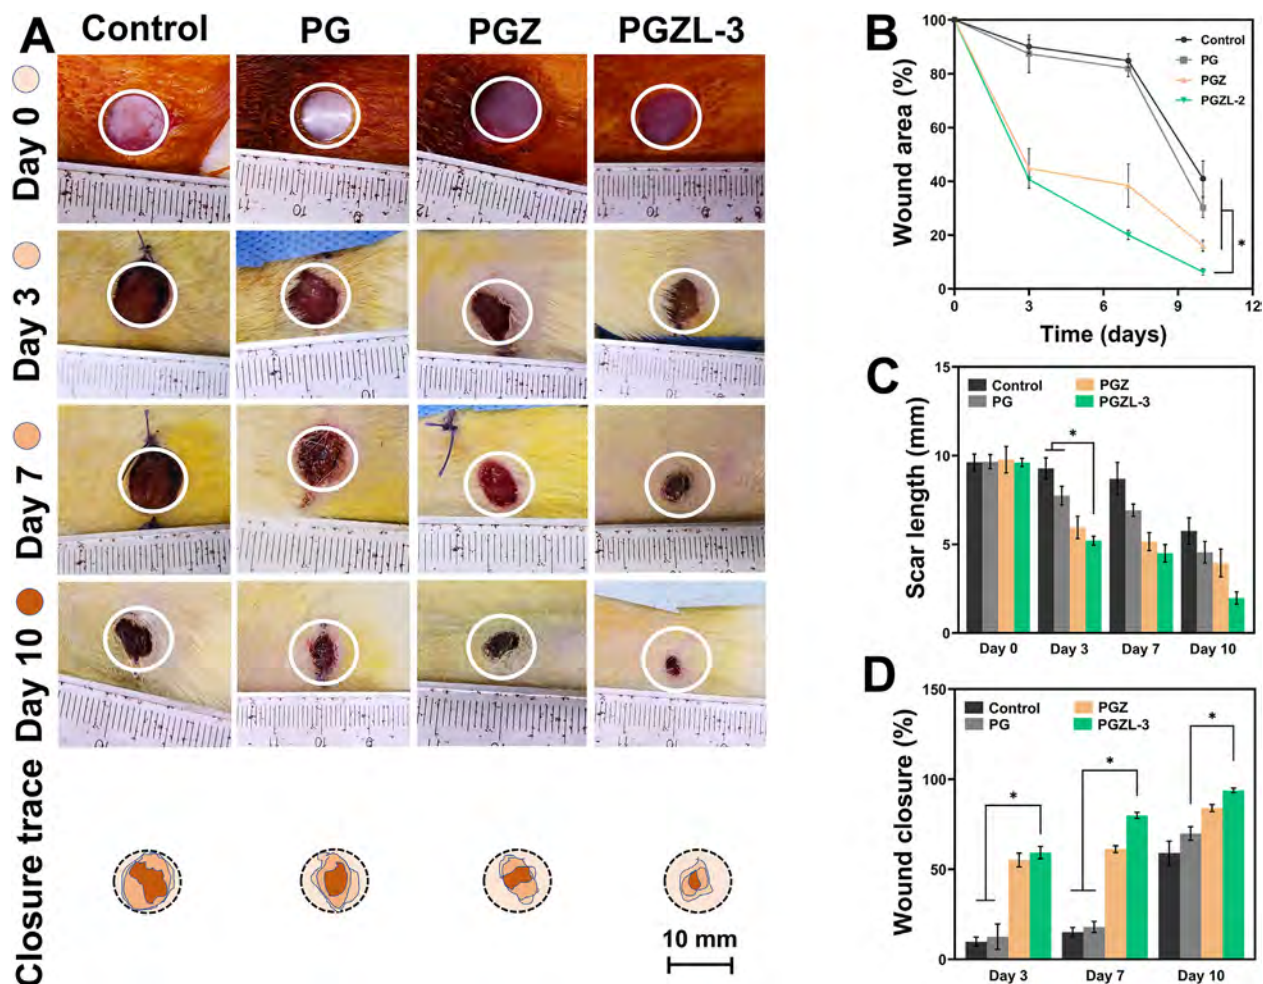 A
Control
PG
PGZ
PGZL-3
Day 0
Day 3
Day 7
Day 10
Closure trace
10 mm
B
Wound area (%)
100
80
60
40
20
0
0
3
6
9
12
Time (days)
Control
PG
PGZ
PGZL-2
*
C
Scar length (mm)
15
10
5
0
Control
PG
PGZ
PGZL-3
*
Day 0
Day 3
Day 7
Day 10
D
Wound closure (%)
150
100
50
0
Control
PG
PGZ
PGZL-3
*
*
*
Day 3
Day 7
Day 10